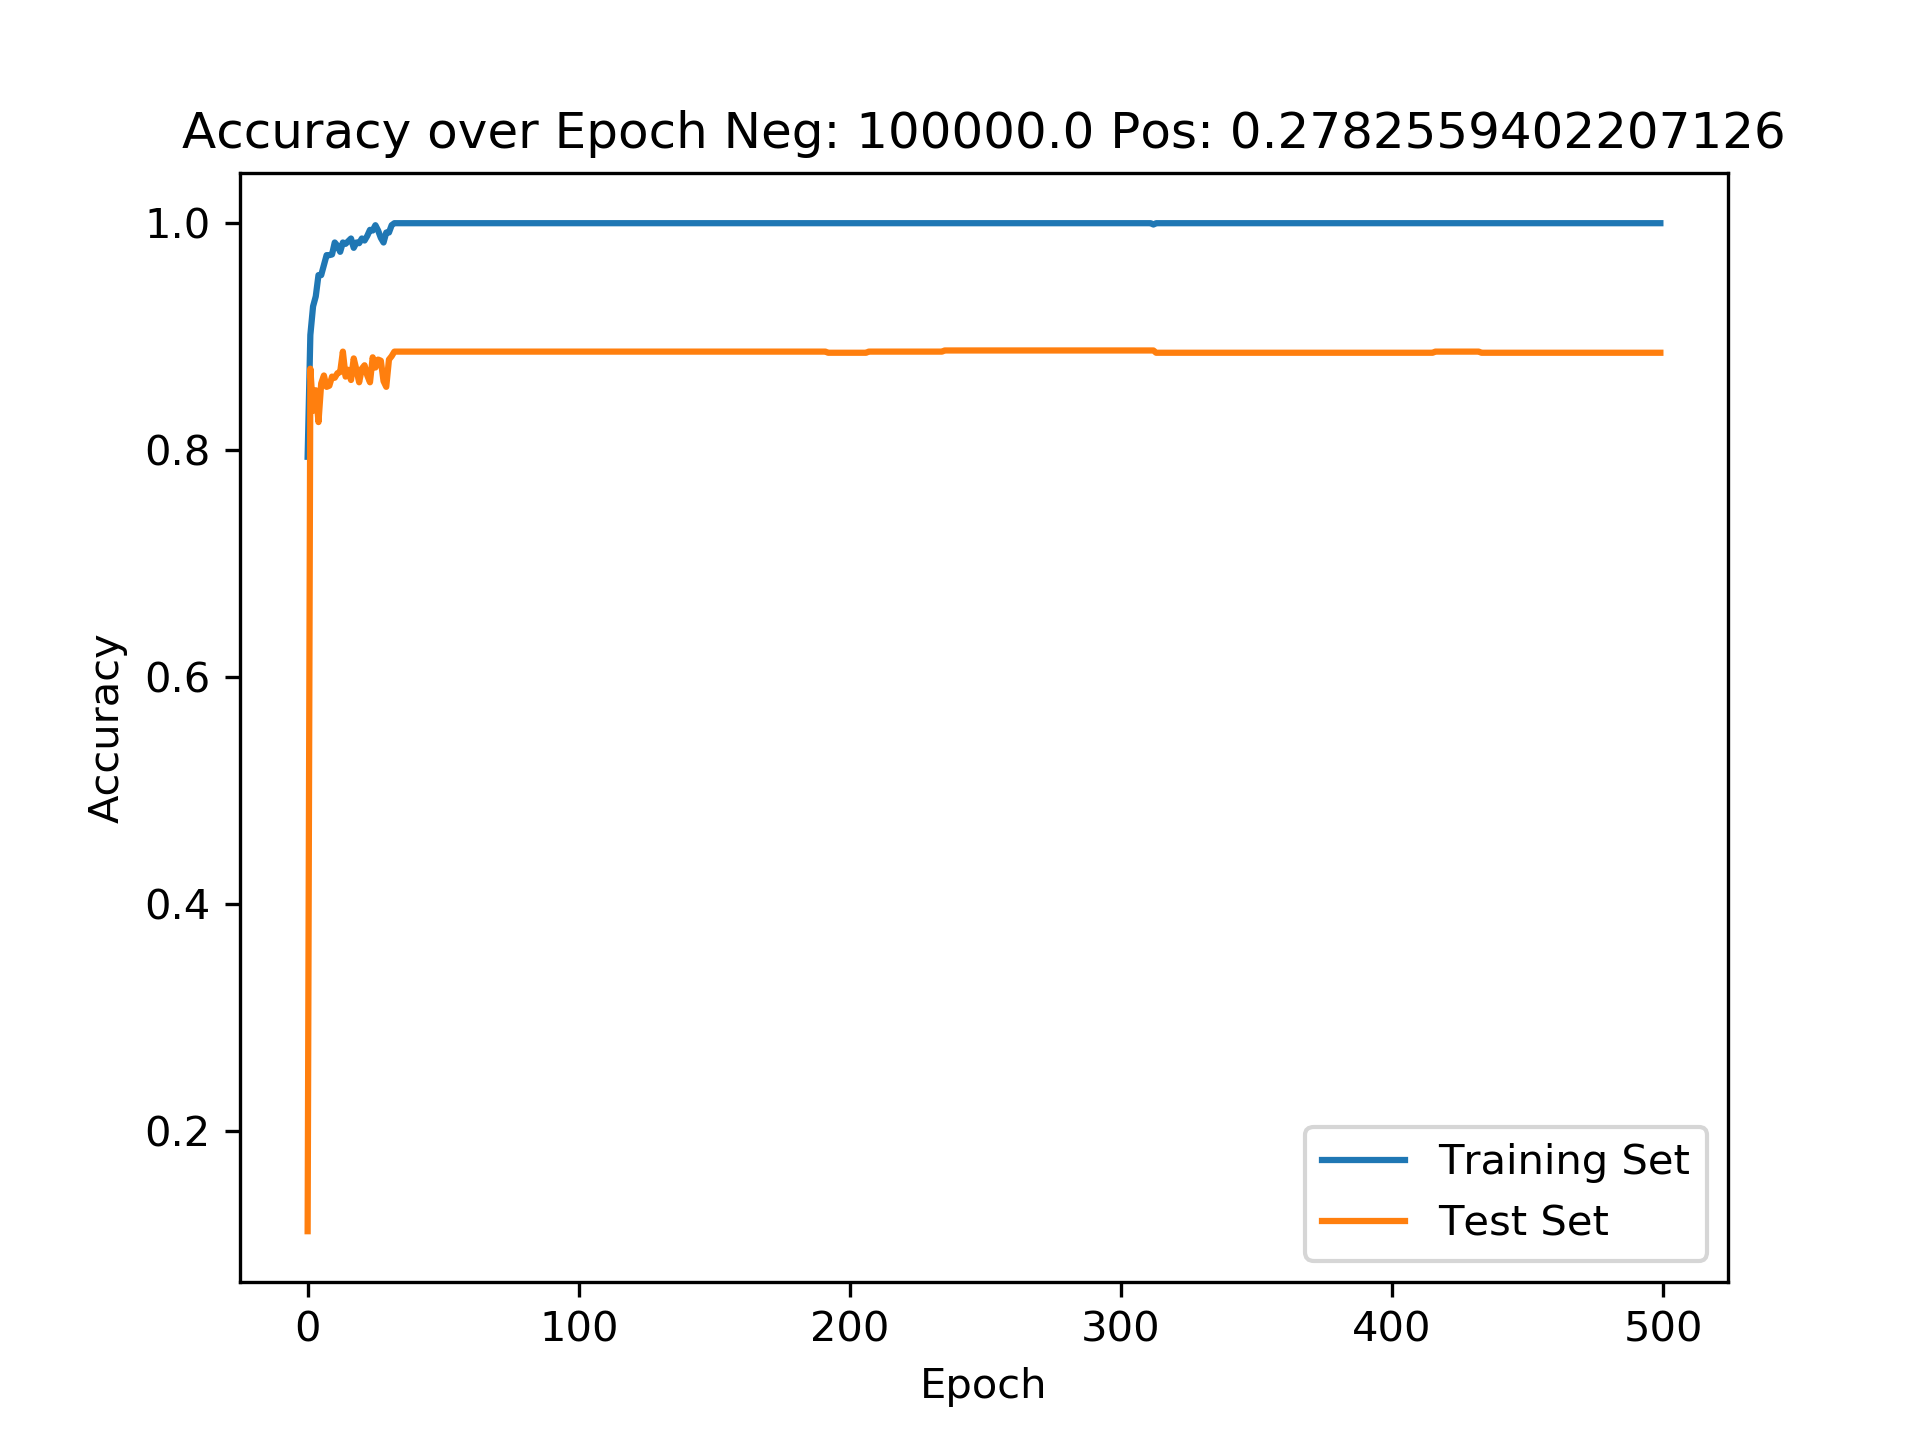 Accuracy over Epoch Neg: 100000.0 Pos: 0.2782559402207126
1.0
0.8
0.6
0.4
0.2
Accuracy
Training Set
Test Set
0 100 200 300 400 500
Epoch